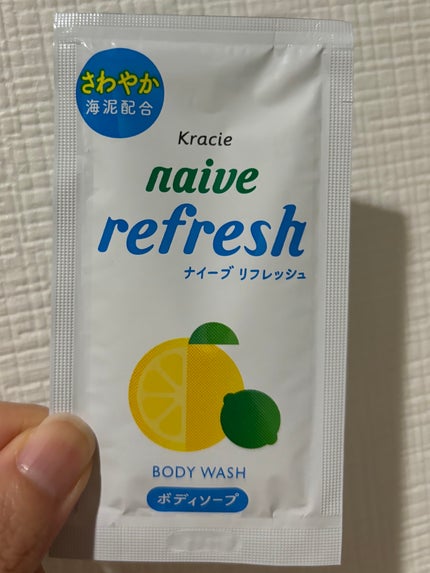 さわやか
海泥配合
Kracie
naive
refresh
ナイーブ リフレッシュ
BODY WASH
ボディソープ